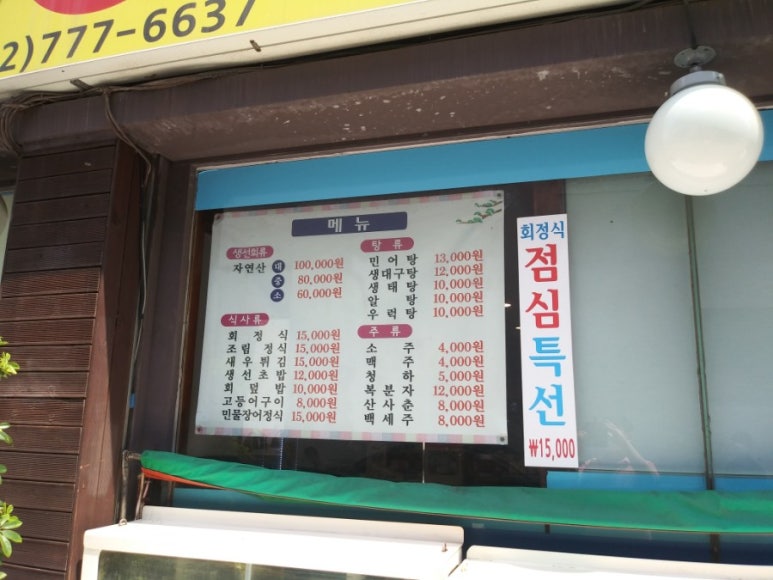 2)777-6637
메뉴
생선회류
자연산 대 100,000원
중 80,000원
소 60,000원
식사류
회정식 15,000원
조림정식 15,000원
새우튀김 15,000원
생선초밥 12,000원
회덮밥 10,000원
고등어구이 8,000원
민물장어정식 15,000원
탕류
민어탕 13,000원
생대구탕 12,000원
생태탕 10,000원
알탕 10,000원
우럭탕 10,000원
주류
소주 4,000원
맥주 4,000원
청하 5,000원
복분자 12,000원
산사춘 8,000원
백세주 8,000원
회정식
점심특선
₩15,000